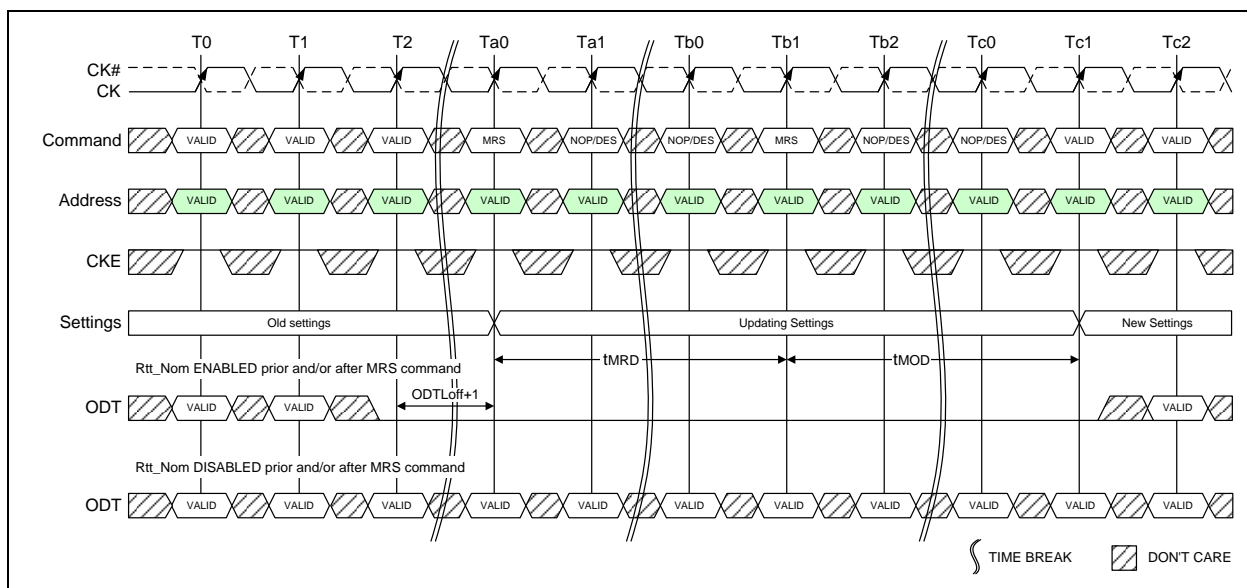 T0 T1 T2 Ta0 Ta1 Tb0 Tb1 Tb2 Tc0 Tc1 Tc2
CK#
CK
Command VALID VALID VALID MRS NOP/DES NOP/DES MRS NOP/DES NOP/DES VALID VALID
Address VALID VALID VALID VALID VALID VALID VALID VALID VALID VALID VALID
CKE
Settings Old settings Updating Settings New Settings
tMRD tMOD
Rtt_Nom ENABLED prior and/or after MRS command
ODTLoff+1
ODT VALID VALID VALID
Rtt_Nom DISABLED prior and/or after MRS command
ODT VALID VALID VALID VALID VALID VALID VALID VALID VALID VALID VALID
TIME BREAK DON'T CARE